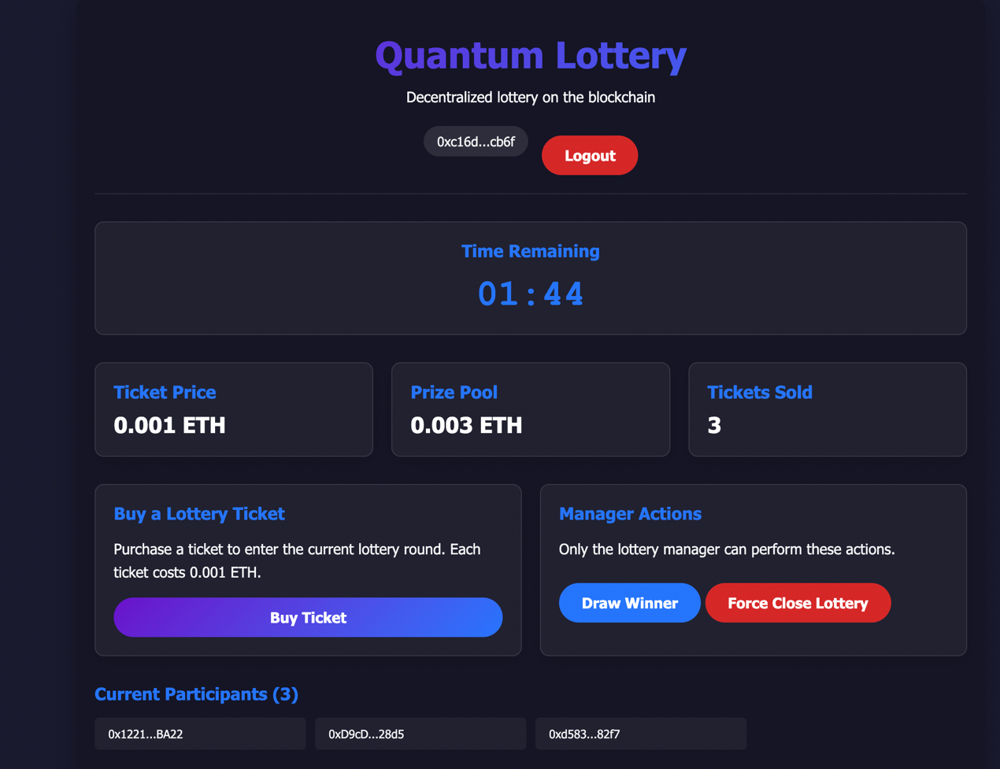 Quantum Lottery
Decentralized lottery on the blockchain
0xc16d...cb6f
Logout
Time Remaining
01:44
Ticket Price
0.001 ETH
Prize Pool
0.003 ETH
Tickets Sold
3
Buy a Lottery Ticket
Purchase a ticket to enter the current lottery round. Each
ticket costs 0.001 ETH.
Buy Ticket
Manager Actions
Only the lottery manager can perform these actions.
Draw Winner
Force Close Lottery
Current Participants (3)
0x1221...BA22
0xD9cD...28d5
0xd583...82f7